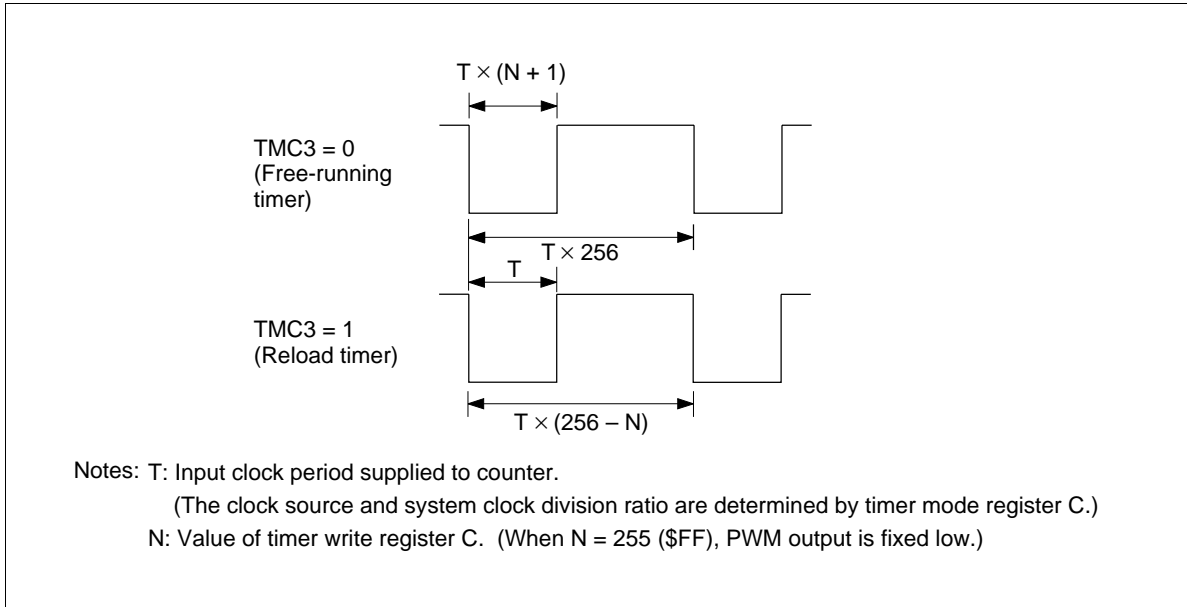 T × (N + 1)
TMC3 = 0
(Free-running
timer)
T × 256
T
TMC3 = 1
(Reload timer)
T × (256 – N)
Notes: T: Input clock period supplied to counter.
(The clock source and system clock division ratio are determined by timer mode register C.)
N: Value of timer write register C. (When N = 255 ($FF), PWM output is fixed low.)